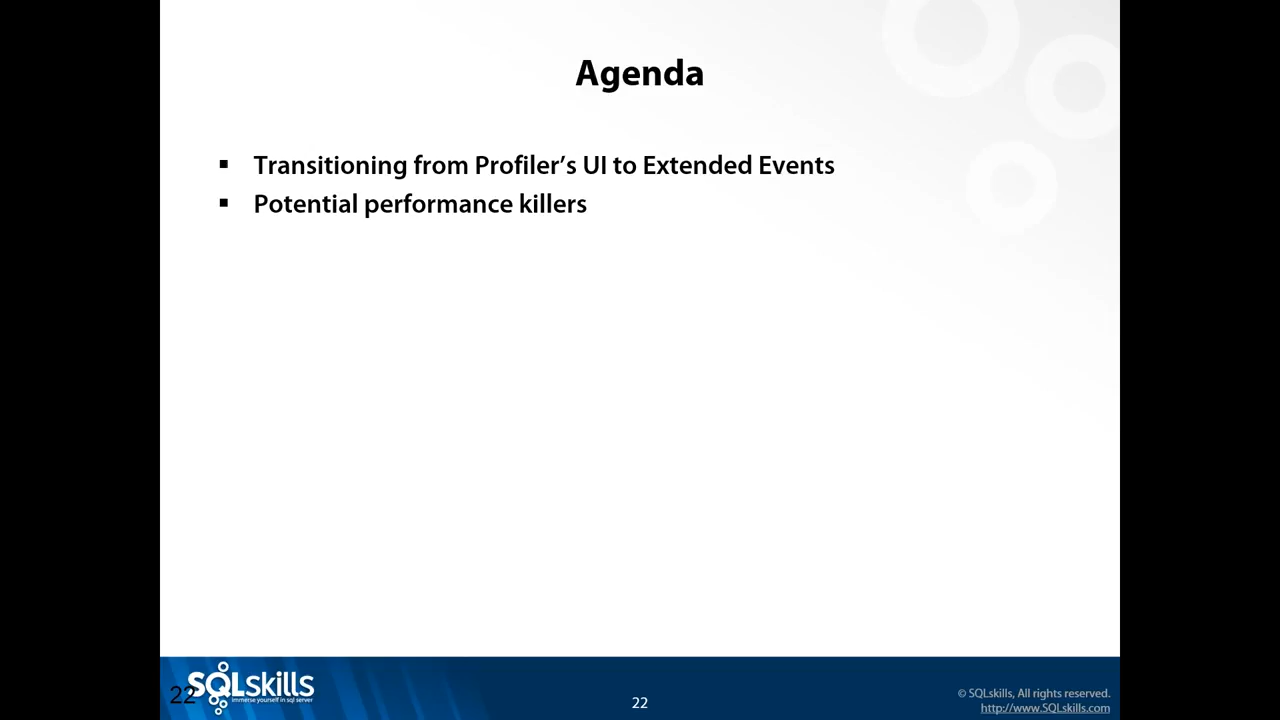 Agenda
▪ Transitioning from Profiler’s UI to Extended Events
▪ Potential performance killers
22
SQLskills
immerse yourself in sql server
22
© SQLskills, All rights reserved.
http://www.SQLskills.com